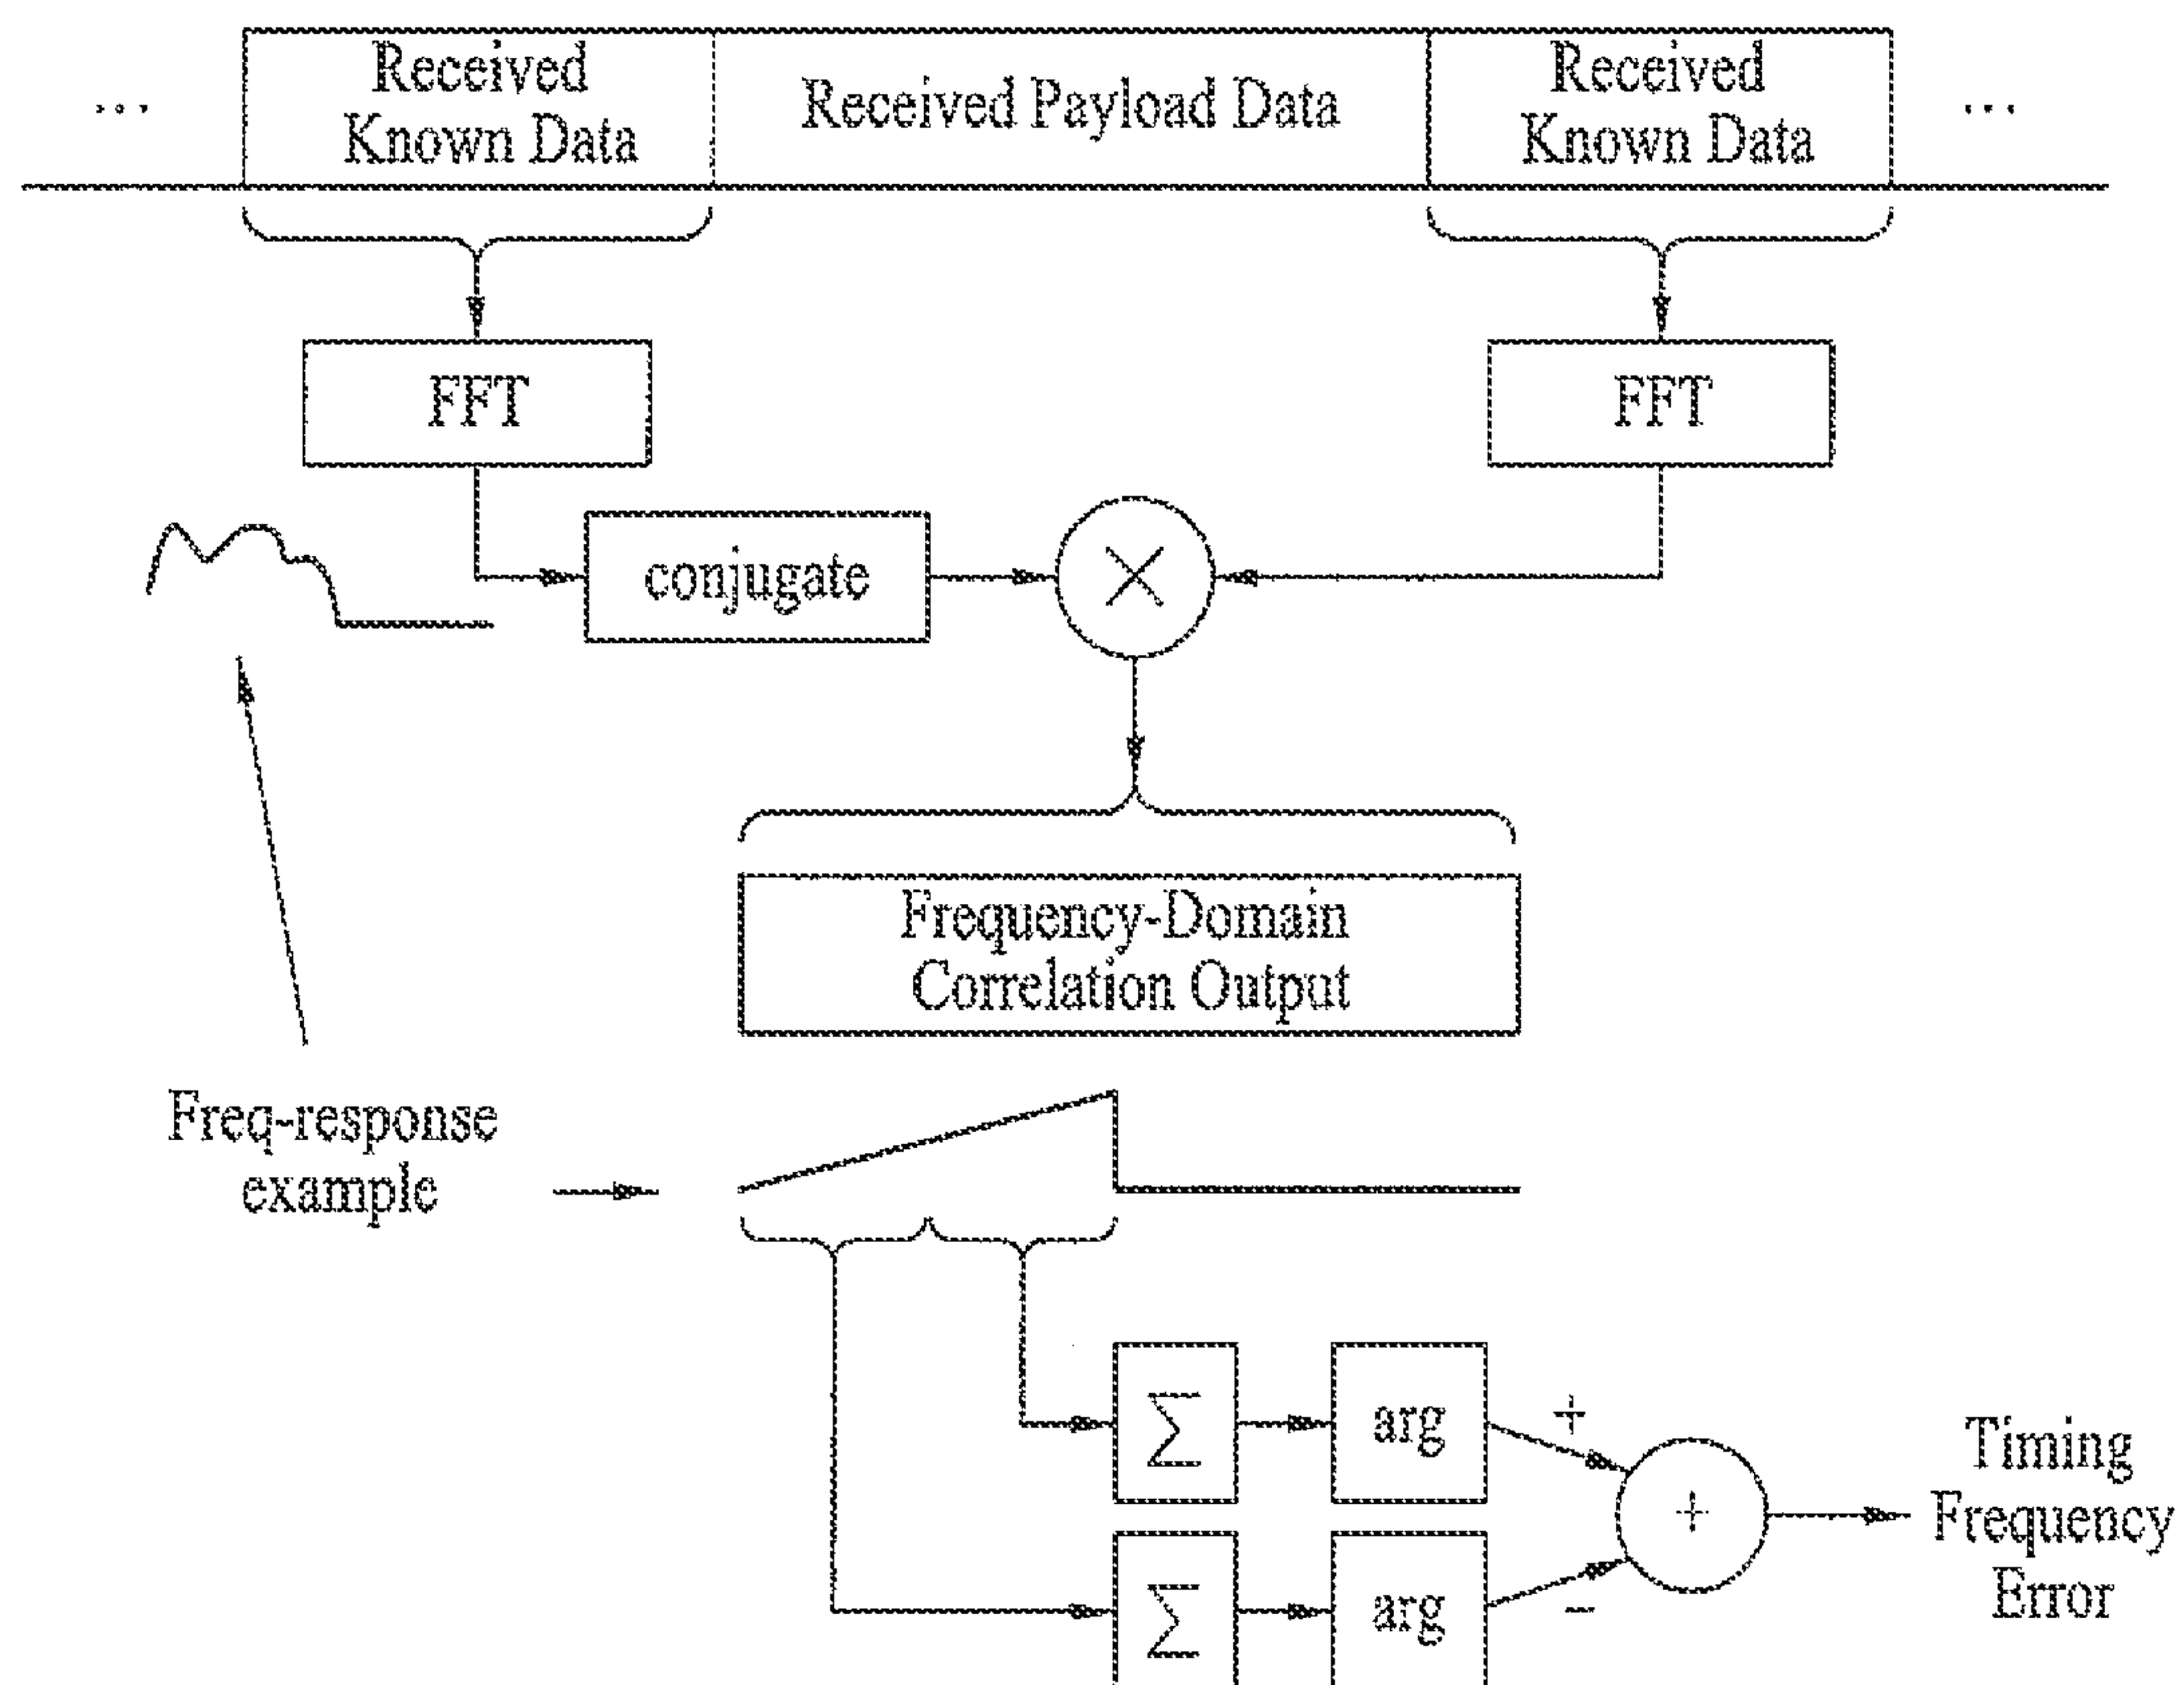 ... Received Known Data Received Payload Data Received Known Data ...
FFT
FFT
conjugate
×
Frequency-Domain
Correlation Output
Freq-response
example
Σ
arg
+
Σ
arg
−
+
Timing
Frequency
Error